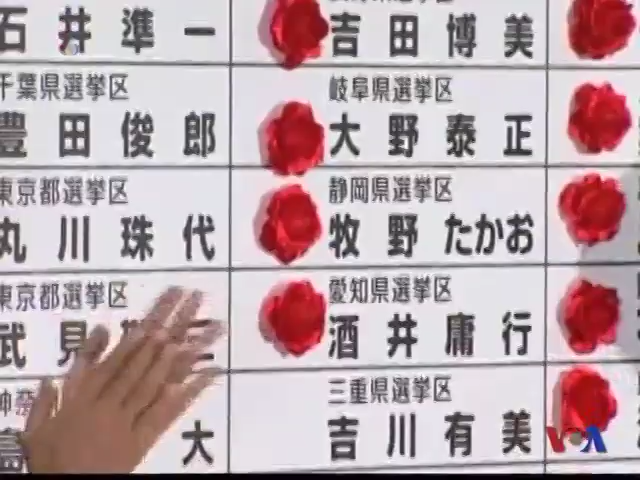 石井準一
吉田博美
千葉県選挙区
豊田俊郎
岐阜県選挙区
大野泰正
東京都選挙区
丸川珠代
静岡県選挙区
牧野たかお
東京都選挙区
武見
愛知県選挙区
酒井庸行
三重県選挙区
吉川有美
大
VOA